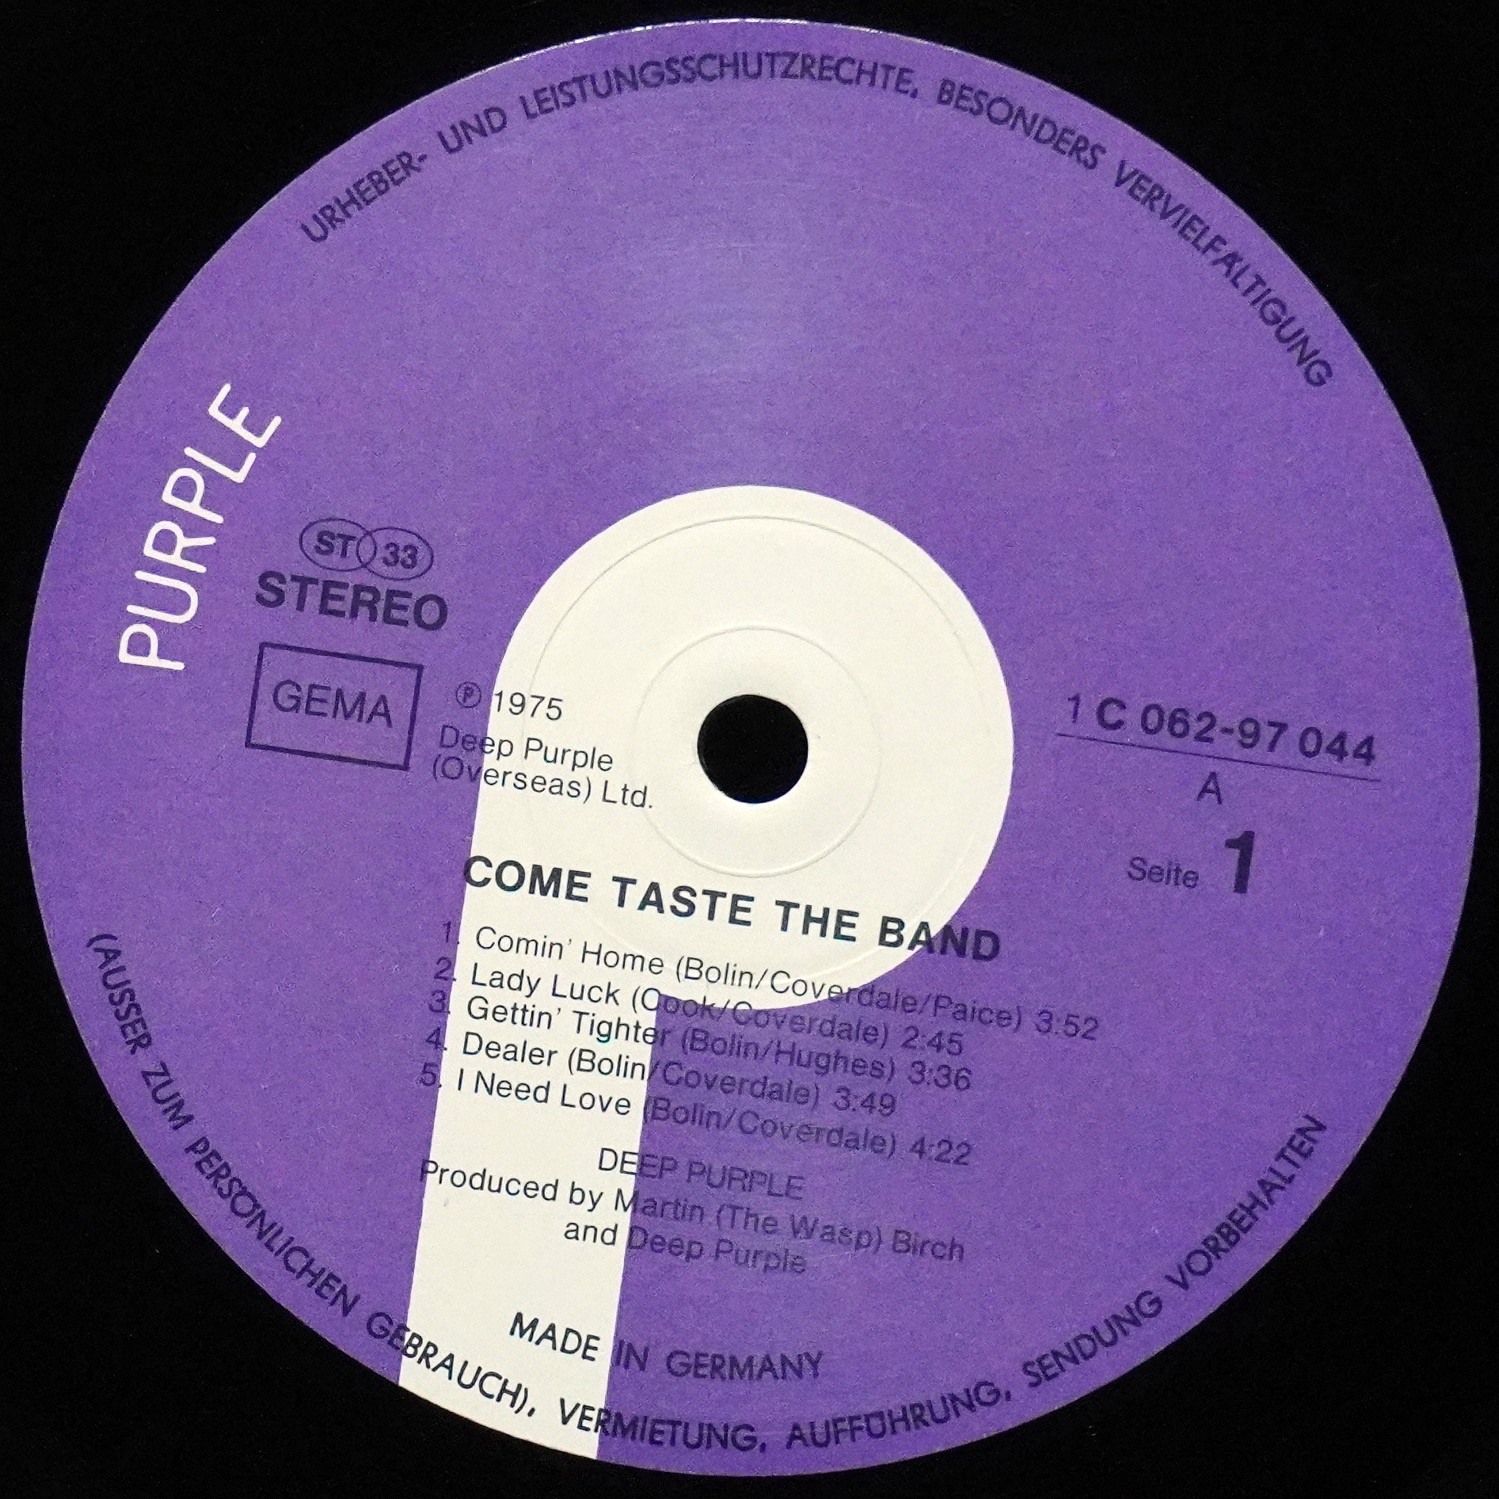 URHEBER- UND LEISTUNGSSCHUTZRECHTE, BESONDERS VERVIELFÄLTIGUNG
PURPLE
ST 33
STEREO
GEMA
℗ 1975
Deep Purple
(Overseas) Ltd.
1 C 062-97 044
A
Seite 1
COME TASTE THE BAND
1. Comin' Home (Bolin/Coverdale/Paice) 3:52
2. Lady Luck (Cook/Coverdale) 2:45
3. Gettin' Tighter (Bolin/Hughes) 3:36
4. Dealer (Bolin/Coverdale) 3:49
5. I Need Love (Bolin/Coverdale) 4:22
DEEP PURPLE
Produced by Martin (The Wasp) Birch
and Deep Purple
MADE IN GERMANY
(AUSSER ZUM PERSÖNLICHEN GEBRAUCH), VERMIETUNG, AUFFÜHRUNG, SENDUNG VORBEHALTEN